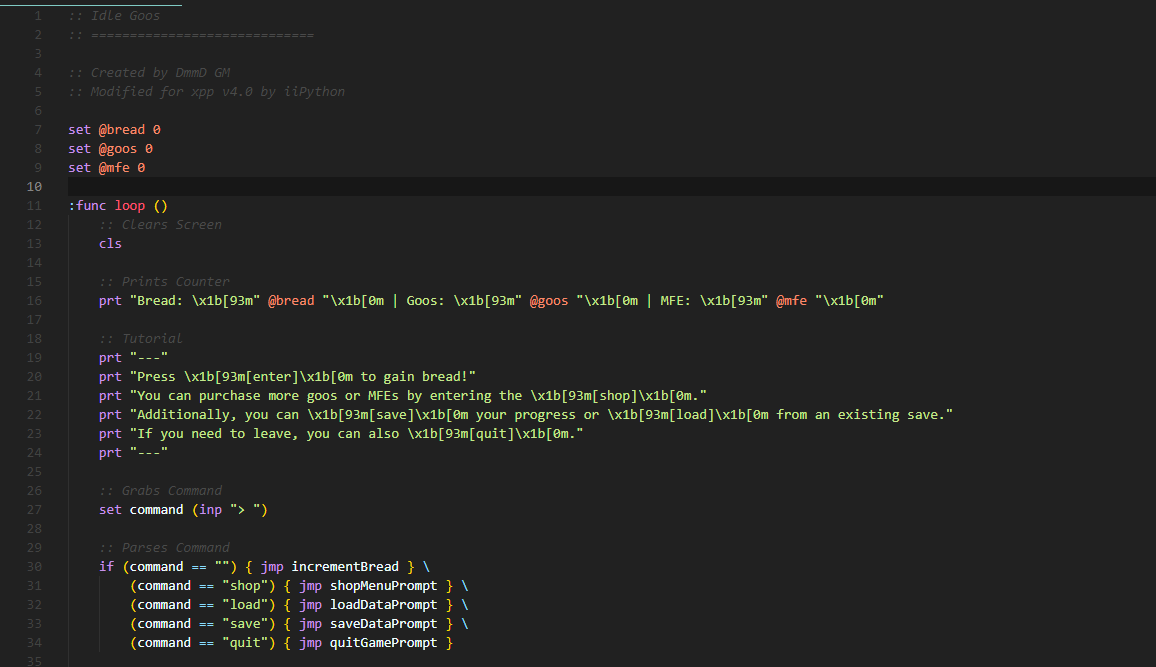 1 :: Idle Goos
2 :: =============================
3
4 :: Created by DmmD GM
5 :: Modified for xpp v4.0 by iiPython
6
7 set @bread 0
8 set @goos 0
9 set @mfe 0
10
11 :func loop ()
12 :: Clears Screen
13 cls
14
15 :: Prints Counter
16 prt "Bread: \x1b[93m" @bread "\x1b[0m | Goos: \x1b[93m" @goos "\x1b[0m | MFE: \x1b[93m" @mfe "\x1b[0m"
17
18 :: Tutorial
19 prt "---"
20 prt "Press \x1b[93m[enter]\x1b[0m to gain bread!"
21 prt "You can purchase more goos or MFEs by entering the \x1b[93m[shop]\x1b[0m."
22 prt "Additionally, you can \x1b[93m[save]\x1b[0m your progress or \x1b[93m[load]\x1b[0m from an existing save."
23 prt "If you need to leave, you can also \x1b[93m[quit]\x1b[0m."
24 prt "---"
25
26 :: Grabs Command
27 set command (inp "> ")
28
29 :: Parses Command
30 if (command == "") { jmp incrementBread } \
31 (command == "shop") { jmp shopMenuPrompt } \
32 (command == "load") { jmp loadDataPrompt } \
33 (command == "save") { jmp saveDataPrompt } \
34 (command == "quit") { jmp quitGamePrompt }
35